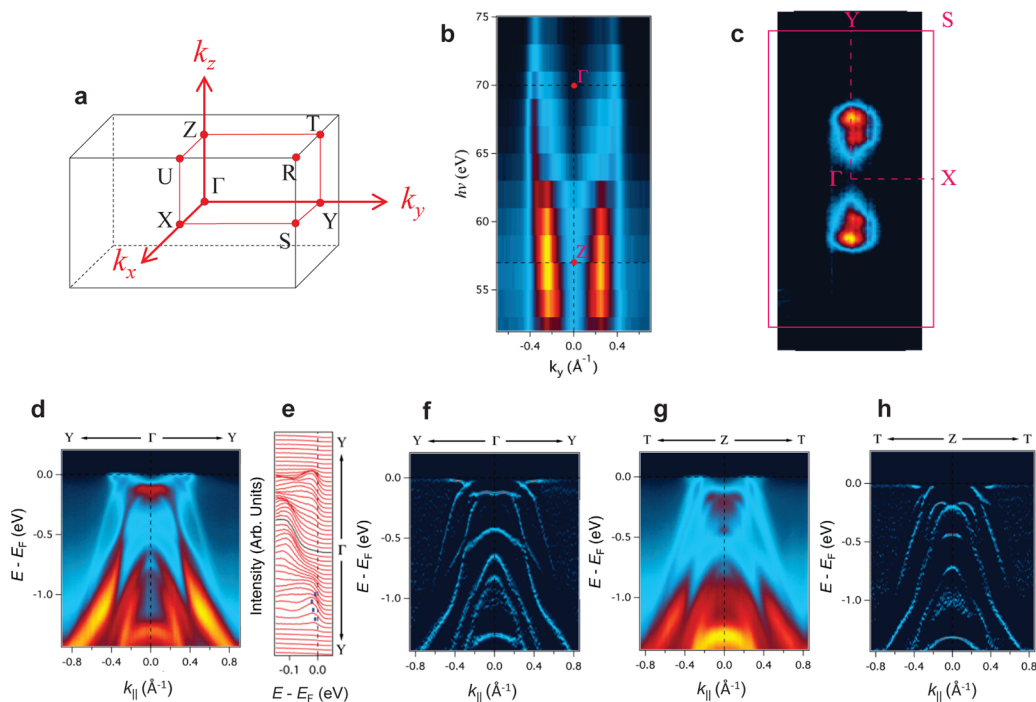 a
k_z
Z
T
U
R
Γ
k_y
X
Y
S
k_x
b
75
70
65
60
55
hν (eV)
Γ
Z
-0.4
0.0
0.4
k_y (Å⁻¹)
c
Y
S
Γ
X
d
Y
Γ
Y
0.0
-0.5
-1.0
E - E_F (eV)
-0.8
-0.4
0.0
0.4
0.8
k_|| (Å⁻¹)
e
Intensity (Arb. Units)
Y
Γ
Y
-0.1
0.0
E - E_F (eV)
f
Y
Γ
Y
0.0
-0.5
-1.0
E - E_F (eV)
-0.8
-0.4
0.0
0.4
0.8
k_|| (Å⁻¹)
g
T
Z
T
0.0
-0.5
-1.0
E - E_F (eV)
-0.8
-0.4
0.0
0.4
0.8
k_|| (Å⁻¹)
h
T
Z
T
0.0
-0.5
-1.0
E - E_F (eV)
-0.8
-0.4
0.0
0.4
0.8
k_|| (Å⁻¹)